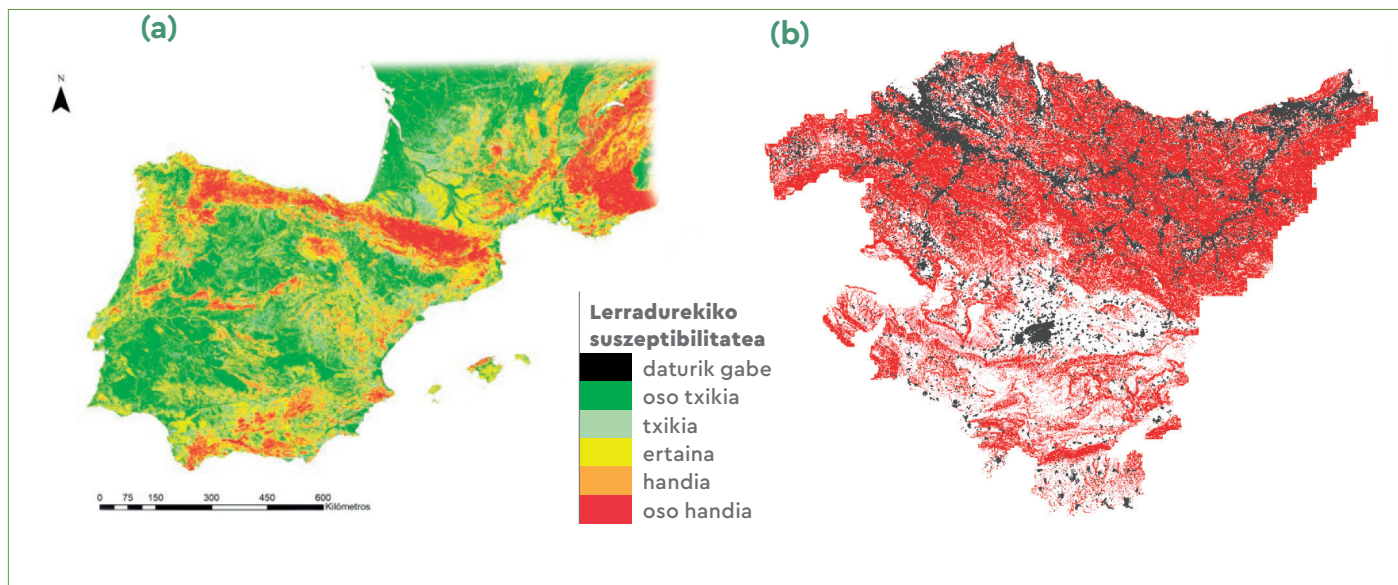 (a)
(b)
N
Lerradurekiko
suszeptibilitatea
daturik gabe
oso txikia
txikia
ertaina
handia
oso handia
0 75 150 300 450 600
Kilómetros